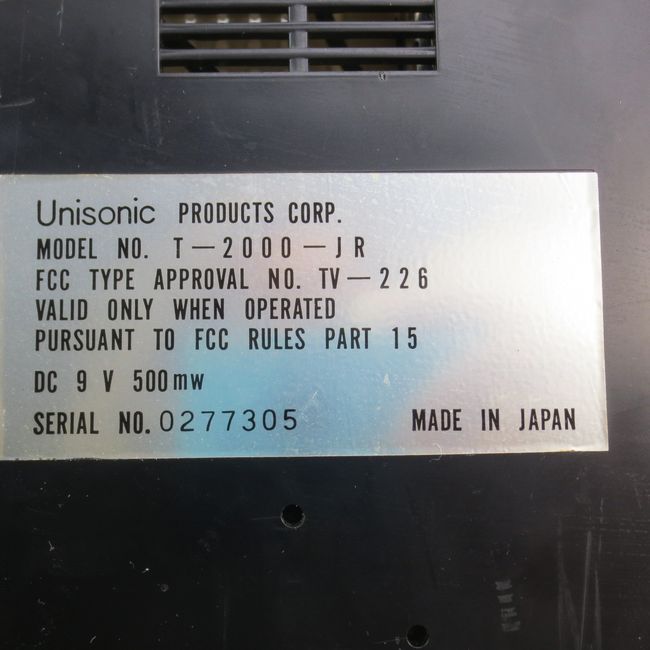 Unisonic PRODUCTS CORP.
MODEL NO. T-2000-JR
FCC TYPE APPROVAL NO. TV-226
VALID ONLY WHEN OPERATED
PURSUANT TO FCC RULES PART 15
DC 9 V 500mw
SERIAL NO. 0277305 MADE IN JAPAN